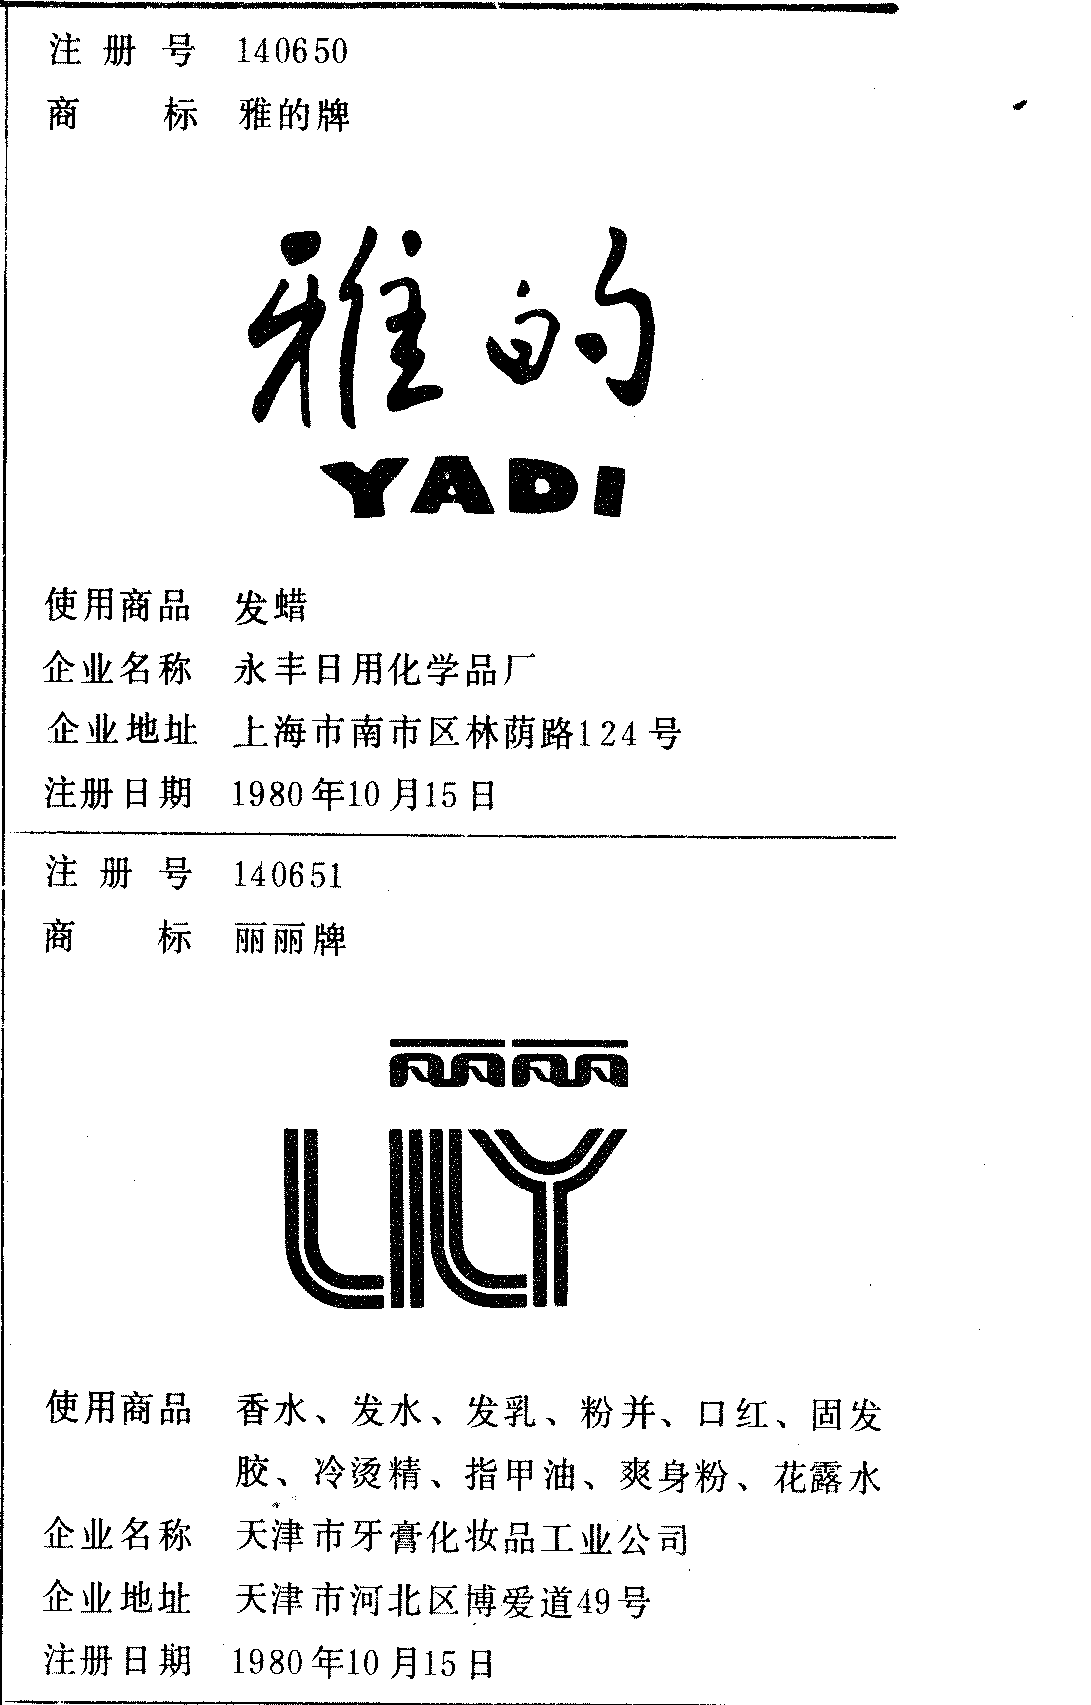 注册号 140650
商标 雅的牌
雅的
YADI
使用商品 发蜡
企业名称 永丰日用化学品厂
企业地址 上海市南市区林荫路124号
注册日期 1980年10月15日
注册号 140651
商标 丽丽牌
丽丽
LILY
使用商品 香水、发水、发乳、粉并、口红、固发
胶、冷烫精、指甲油、爽身粉、花露水
企业名称 天津市牙膏化妆品工业公司
企业地址 天津市河北区博爱道49号
注册日期 1980年10月15日